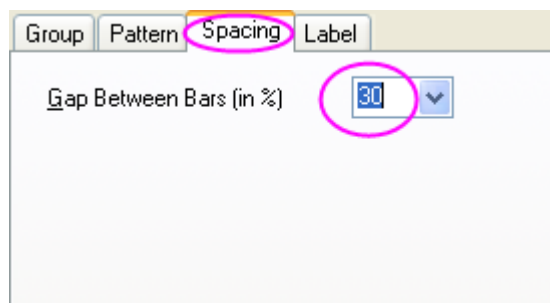 Group Pattern Spacing Label
Gap Between Bars (in %) 30